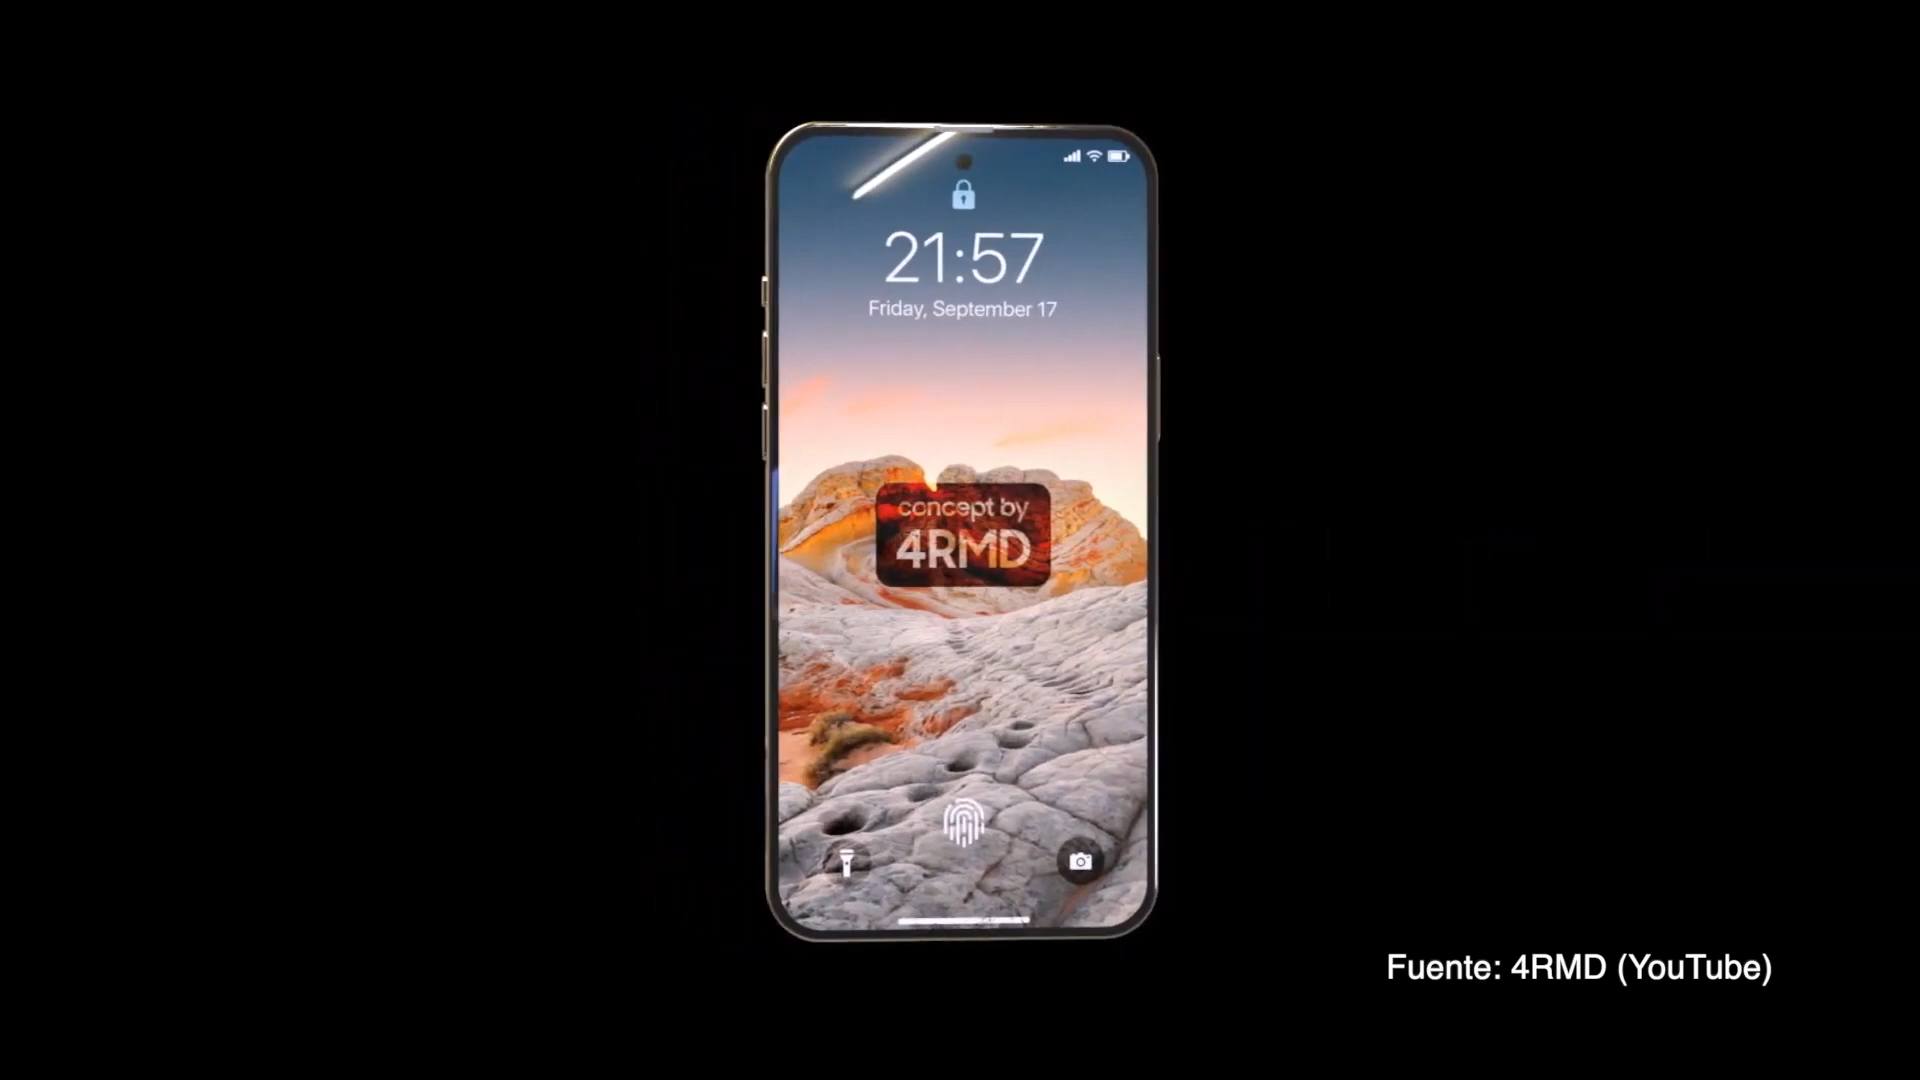 21:57
Friday, September 17
concept by
4RMD
Fuente: 4RMD (YouTube)